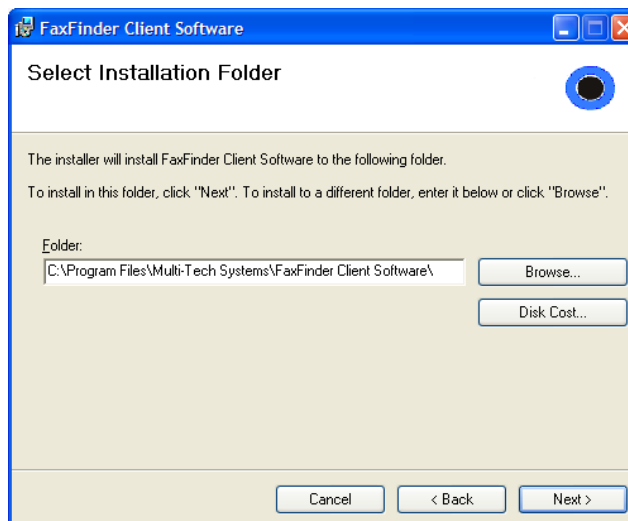 FaxFinder Client Software
Select Installation Folder
The installer will install FaxFinder Client Software to the following folder.
To install in this folder, click "Next". To install to a different folder, enter it below or click "Browse".
Folder:
C:\Program Files\Multi-Tech Systems\FaxFinder Client Software\
Browse...
Disk Cost...
Cancel
< Back
Next >